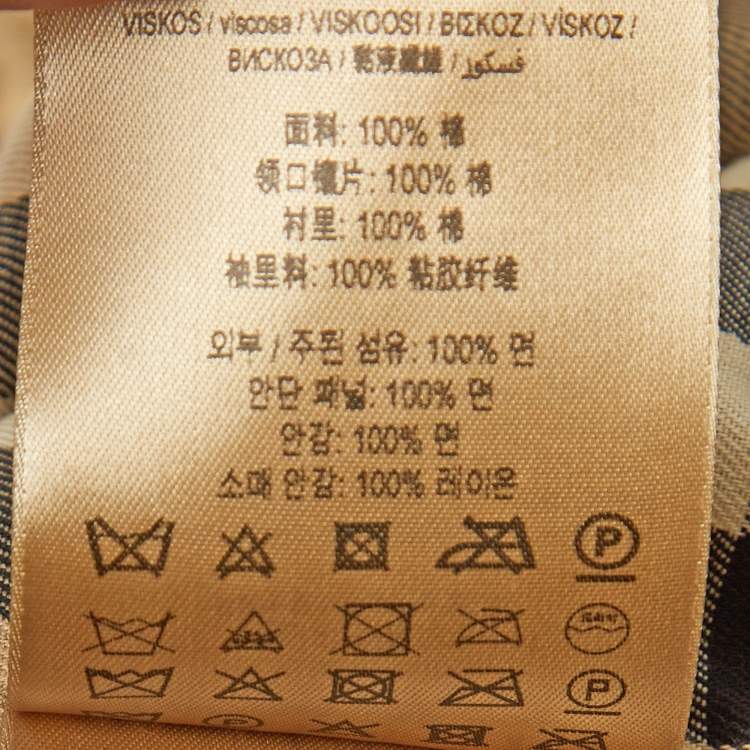 VISKOS / viscosa / VISKOOSI / ΒΙΣΚΟΖ / VİSKOZ /
ВИСКОЗА / 黏液纖維 / فسكوز
面料: 100% 棉
领口镶片: 100% 棉
衬里: 100% 棉
袖里料: 100% 粘胶纤维
외부 / 주된 섬유: 100% 면
안단 패널: 100% 면
안감: 100% 면
소매 안감: 100% 레이온
P
P